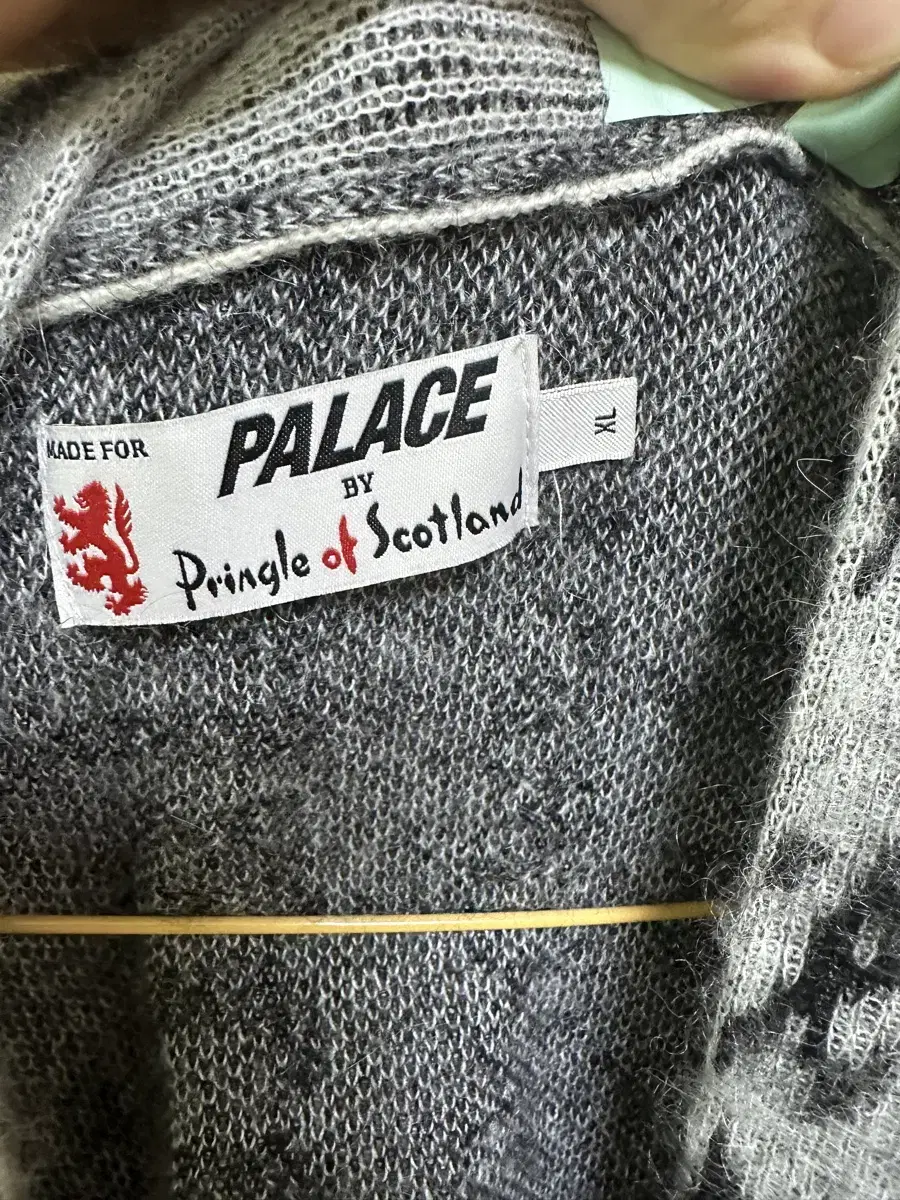 MADE FOR
PALACE
BY
Pringle of Scotland
XL